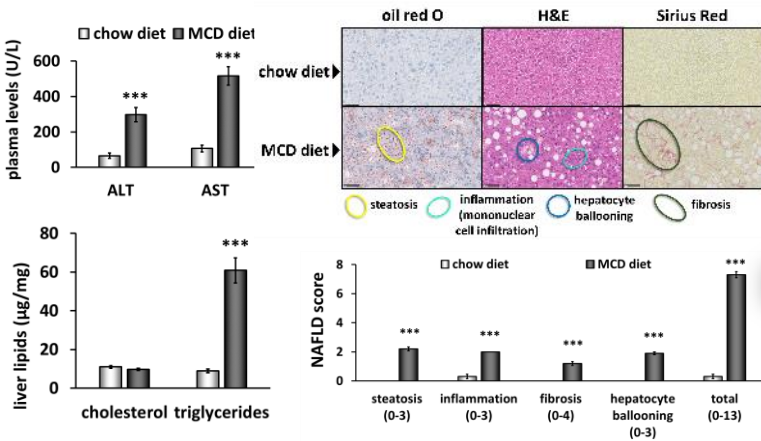 chow diet MCD diet
***
***
plasma levels (U/L)
600
400
200
0
ALT AST
oil red O H&E Sirius Red
chow diet
MCD diet
steatosis
inflammation
(mononuclear
cell infiltration)
hepatocyte
ballooning
fibrosis
***
liver lipids (µg/mg)
80
60
40
20
0
cholesterol triglycerides
chow diet MCD diet
NAFLD score
8
6
4
2
0
***
***
***
***
***
steatosis
(0-3)
inflammation
(0-3)
fibrosis
(0-4)
hepatocyte
ballooning
(0-3)
total
(0-13)